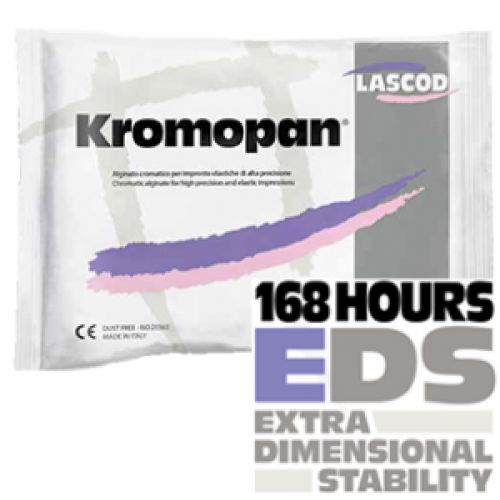 LASCOD
Kromopan®
Alginato cromatico per impronte elastiche di alta precisione
Chromatic alginate for high precision and elastic impressions
168 HOURS
EDS
CE DUST FREE - ISO 21563
MADE IN ITALY
EXTRA
DIMENSIONAL
STABILITY